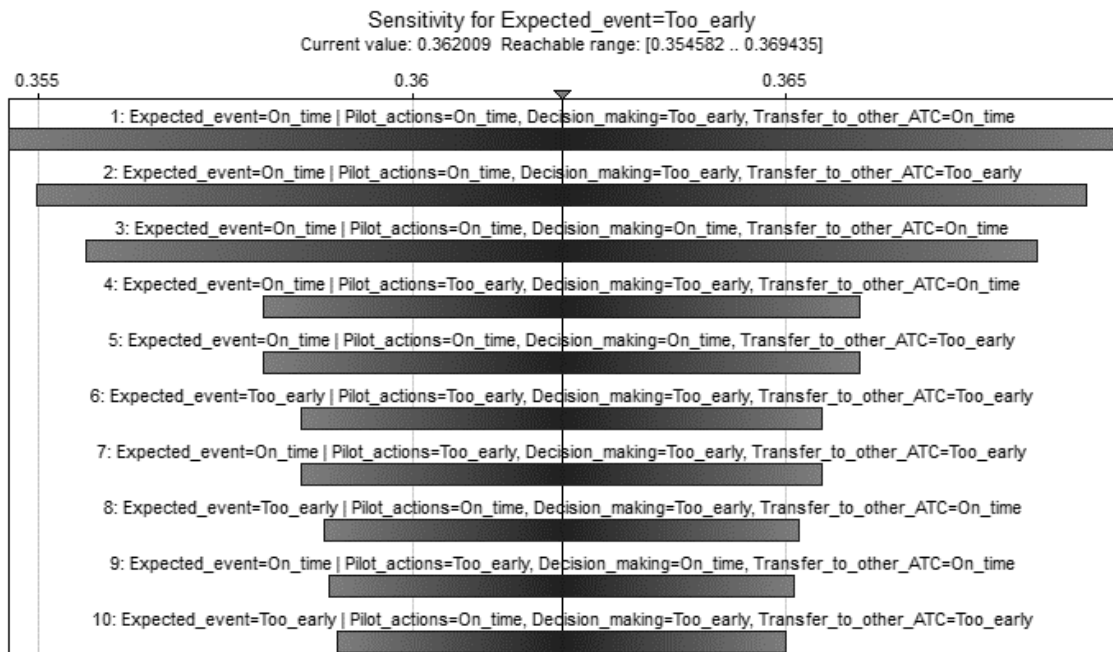 Sensitivity for Expected_event=Too_early
Current value: 0.362009 Reachable range: [0.354582 .. 0.369435]
0.355 0.36 0.365
1: Expected_event=On_time | Pilot_actions=On_time, Decision_making=Too_early, Transfer_to_other_ATC=On_time
2: Expected_event=On_time | Pilot_actions=On_time, Decision_making=Too_early, Transfer_to_other_ATC=Too_early
3: Expected_event=On_time | Pilot_actions=On_time, Decision_making=On_time, Transfer_to_other_ATC=On_time
4: Expected_event=On_time | Pilot_actions=Too_early, Decision_making=Too_early, Transfer_to_other_ATC=On_time
5: Expected_event=On_time | Pilot_actions=On_time, Decision_making=On_time, Transfer_to_other_ATC=Too_early
6: Expected_event=Too_early | Pilot_actions=Too_early, Decision_making=Too_early, Transfer_to_other_ATC=Too_early
7: Expected_event=On_time | Pilot_actions=Too_early, Decision_making=Too_early, Transfer_to_other_ATC=Too_early
8: Expected_event=Too_early | Pilot_actions=On_time, Decision_making=Too_early, Transfer_to_other_ATC=On_time
9: Expected_event=On_time | Pilot_actions=Too_early, Decision_making=On_time, Transfer_to_other_ATC=On_time
10: Expected_event=Too_early | Pilot_actions=On_time, Decision_making=Too_early, Transfer_to_other_ATC=Too_early